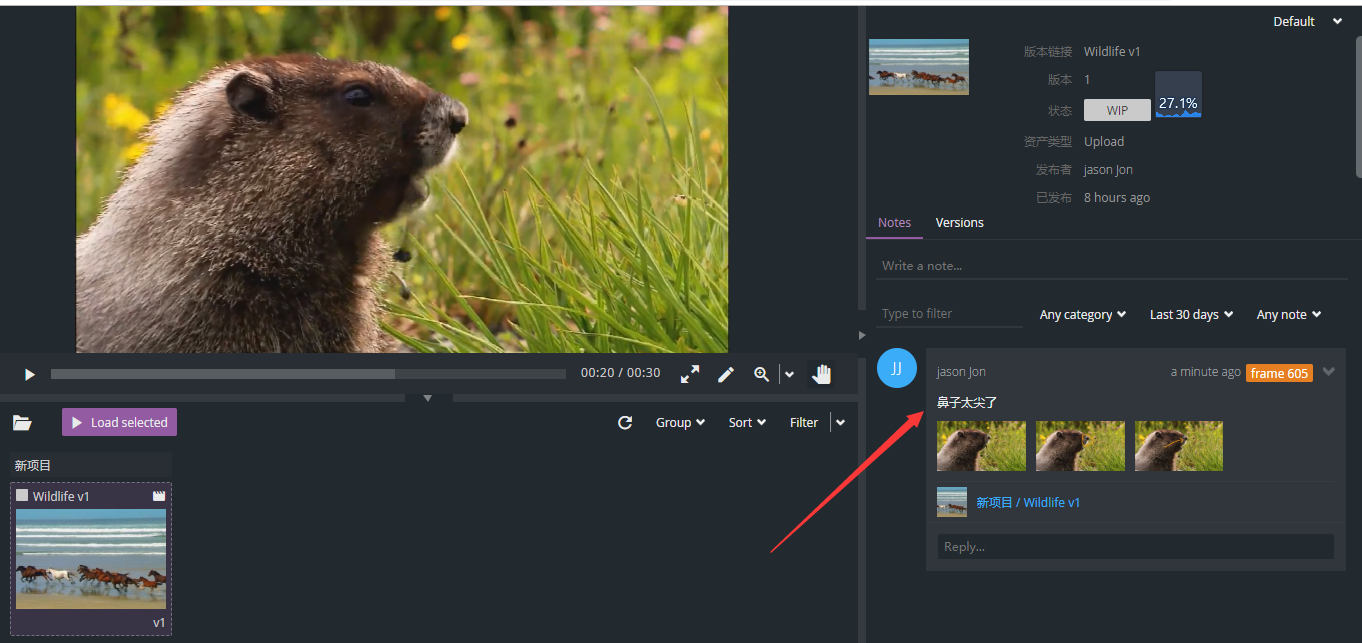 Default
版本链接 Wildlife v1
版本 1
状态 WIP 27.1%
资产类型 Upload
发布者 jason Jon
已发布 8 hours ago
Notes Versions
Write a note...
Type to filter Any category Last 30 days Any note
JJ jason Jon a minute ago frame 605
鼻子太尖了
新项目 / Wildlife v1
Reply...
00:20 / 00:30
Load selected Group Sort Filter
新项目
Wildlife v1
v1